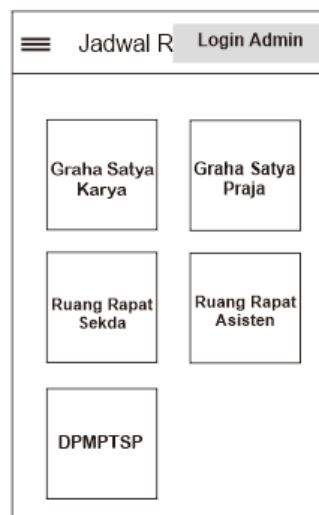 Jadwal R
Login Admin
Graha Satya
Karya
Graha Satya
Praja
Ruang Rapat
Sekda
Ruang Rapat
Asisten
DPMPTSP